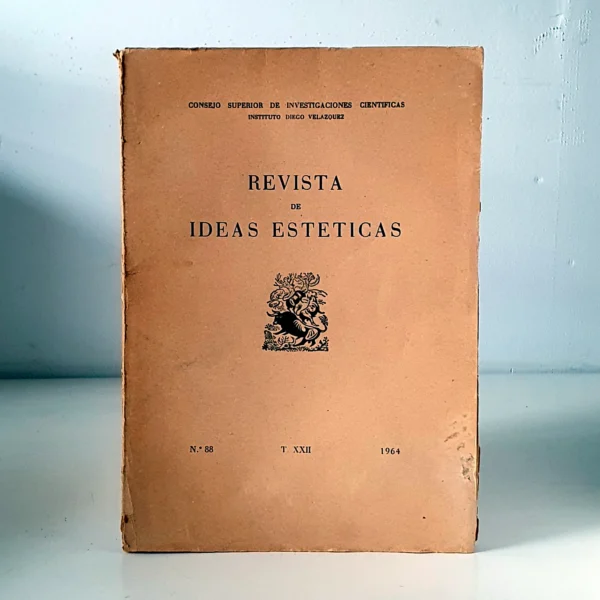 CONSEJO SUPERIOR DE INVESTIGACIONES CIENTIFICAS
INSTITUTO DIEGO VELAZQUEZ
REVISTA
DE
IDEAS ESTETICAS
N.º 88 T. XXII 1964